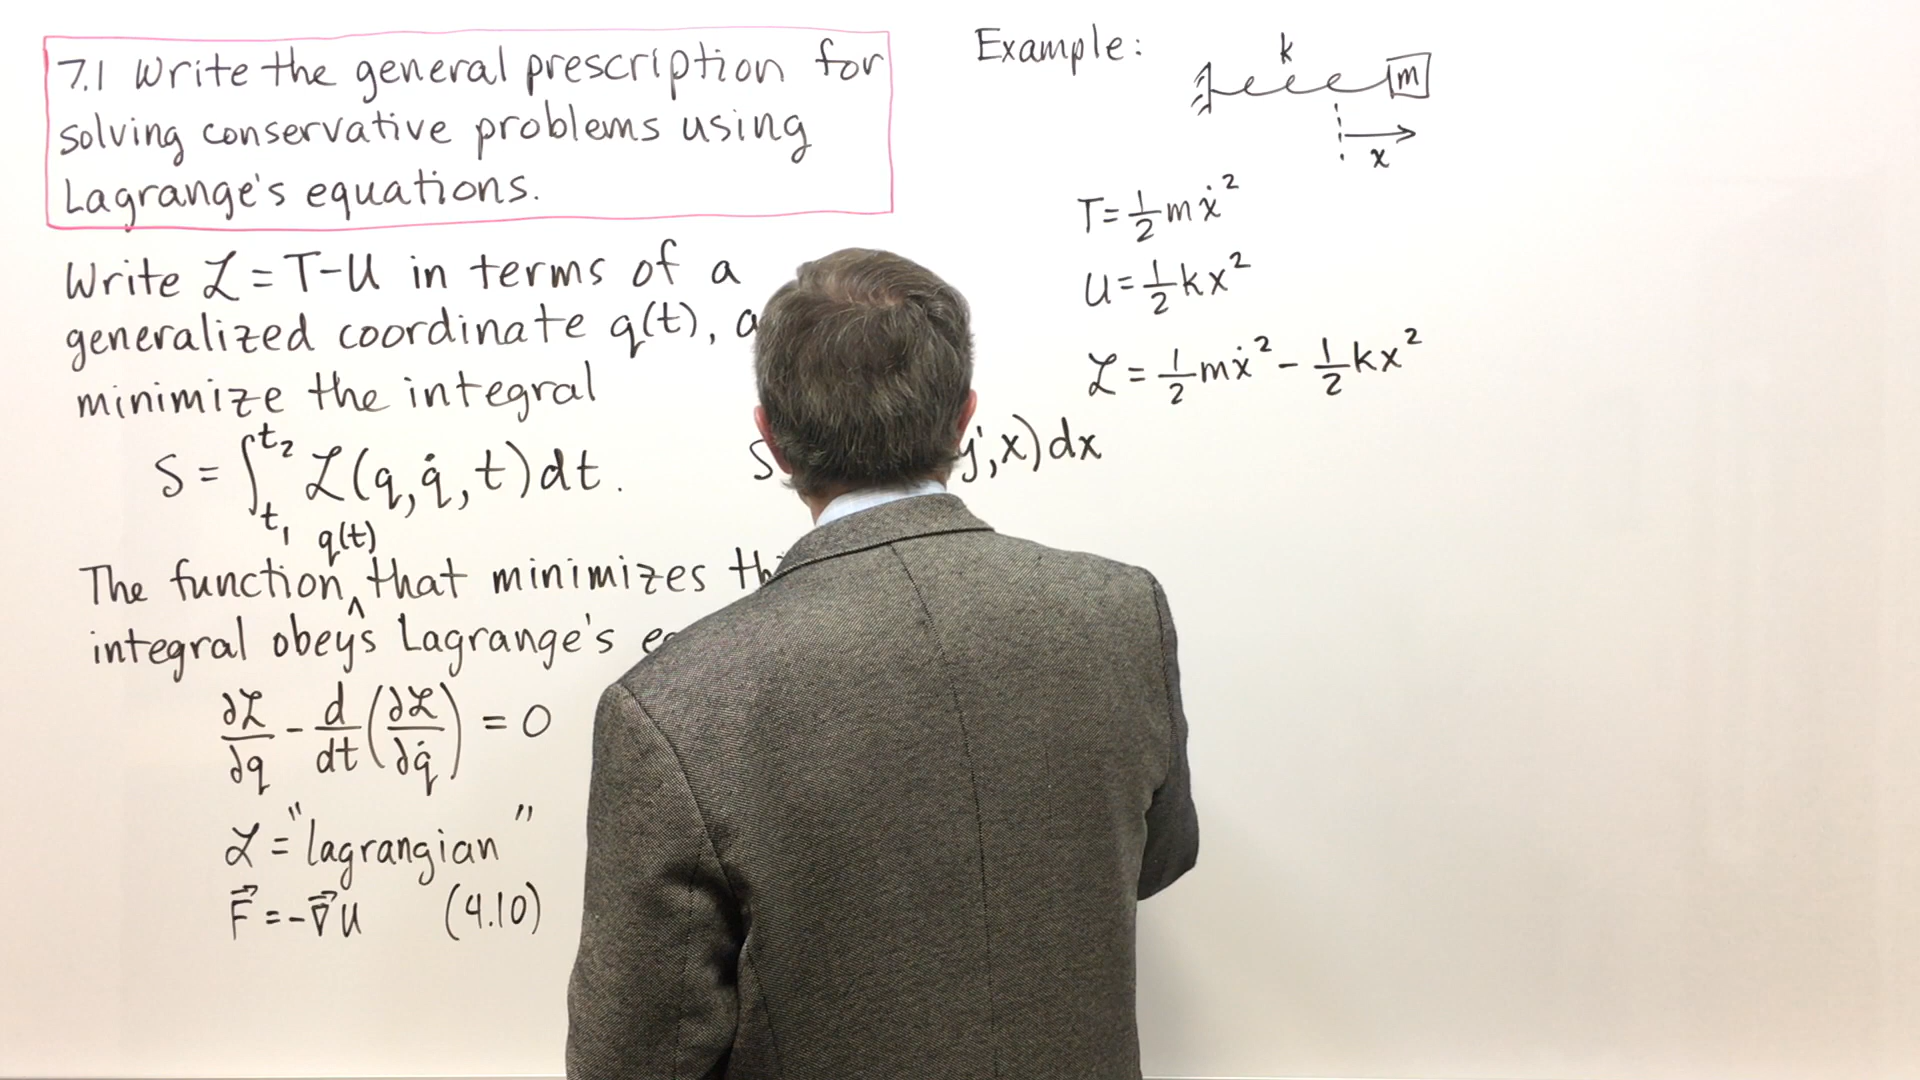 7.1 Write the general prescription for
solving conservative problems using
Lagrange's equations.
Write ℒ = T-U in terms of a
generalized coordinate q(t),
minimize the integral
S = ∫_{t₁}^{t₂} ℒ(q, q̇, t) dt.
q(t)
The function ^ that minimizes
integral obeys Lagrange's
∂ℒ/∂q - d/dt (∂ℒ/∂q̇) = 0
ℒ = "lagrangian"
F⃗ = -∇⃗U (4.10)
S
, x) dx
Example:
k
m
x
T = 1/2 m ẋ²
U = 1/2 k x²
ℒ = 1/2 m ẋ² - 1/2 k x²